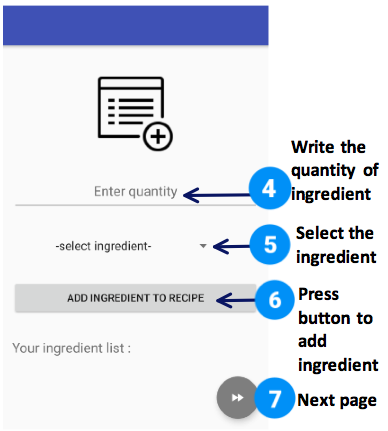 Write the
quantity of
Enter quantity 4 ingredient
-select ingredient- 5 Select the
ingredient
ADD INGREDIENT TO RECIPE 6 Press
button to
add
ingredient
Your ingredient list :
7 Next page